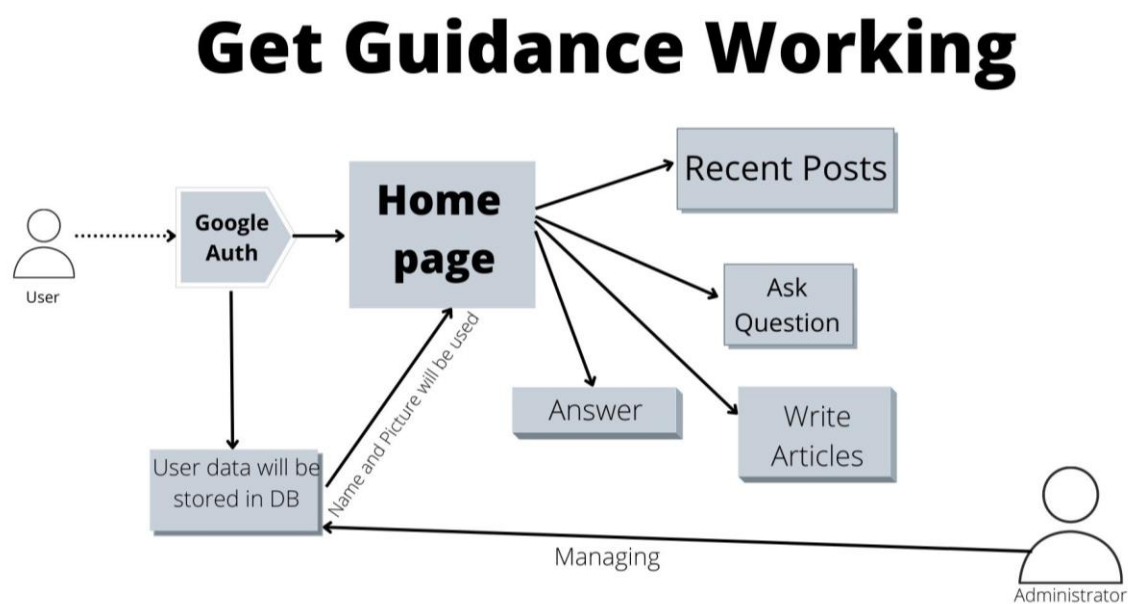 Get Guidance Working
Recent Posts
Home
page
Google
Auth
User
Ask
Question
Name and Picture will be used
Answer
Write
Articles
User data will be
stored in DB
Managing
Administrator